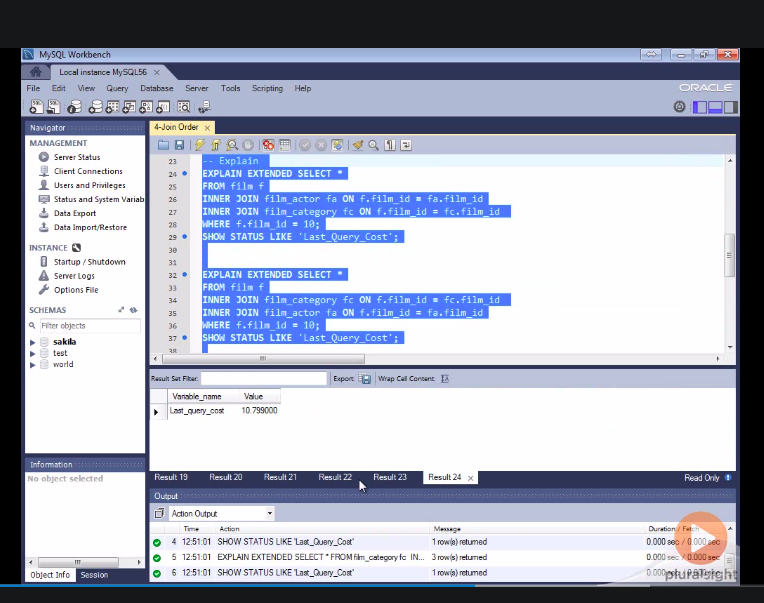 MySQL Workbench
Local instance MySQL56
File Edit View Query Database Server Tools Scripting Help
ORACLE
Navigator
MANAGEMENT
Server Status
Client Connections
Users and Privileges
Status and System Variab
Data Export
Data Import/Restore
INSTANCE
Startup / Shutdown
Server Logs
Options File
SCHEMAS
Filter objects
sakila
test
world
Information
No object selected
Object Info Session
4-Join Order
23 -- Explain
24 EXPLAIN EXTENDED SELECT *
25 FROM film f
26 INNER JOIN film_actor fa ON f.film_id = fa.film_id
27 INNER JOIN film_category fc ON f.film_id = fc.film_id
28 WHERE f.film_id = 10;
29 SHOW STATUS LIKE 'Last_Query_Cost';
30
31
32 EXPLAIN EXTENDED SELECT *
33 FROM film f
34 INNER JOIN film_category fc ON f.film_id = fc.film_id
35 INNER JOIN film_actor fa ON f.film_id = fa.film_id
36 WHERE f.film_id = 10;
37 SHOW STATUS LIKE 'Last_Query_Cost';
38
Result Set Filter: Export: Wrap Cell Content:
Variable_name Value
Last_query_cost 10.799000
Result 19 Result 20 Result 21 Result 22 Result 23 Result 24 Read Only
Output
Action Output
Time Action Message Duration / Fetch
4 12:51:01 SHOW STATUS LIKE 'Last_Query_Cost' 1 row(s) returned 0.000 sec / 0.000 sec
5 12:51:01 EXPLAIN EXTENDED SELECT * FROM film_category fc IN... 3 row(s) returned 0.000 sec / 0.000 sec
6 12:51:01 SHOW STATUS LIKE 'Last_Query_Cost' 1 row(s) returned 0.000 sec / 0.000 sec
pluralsight